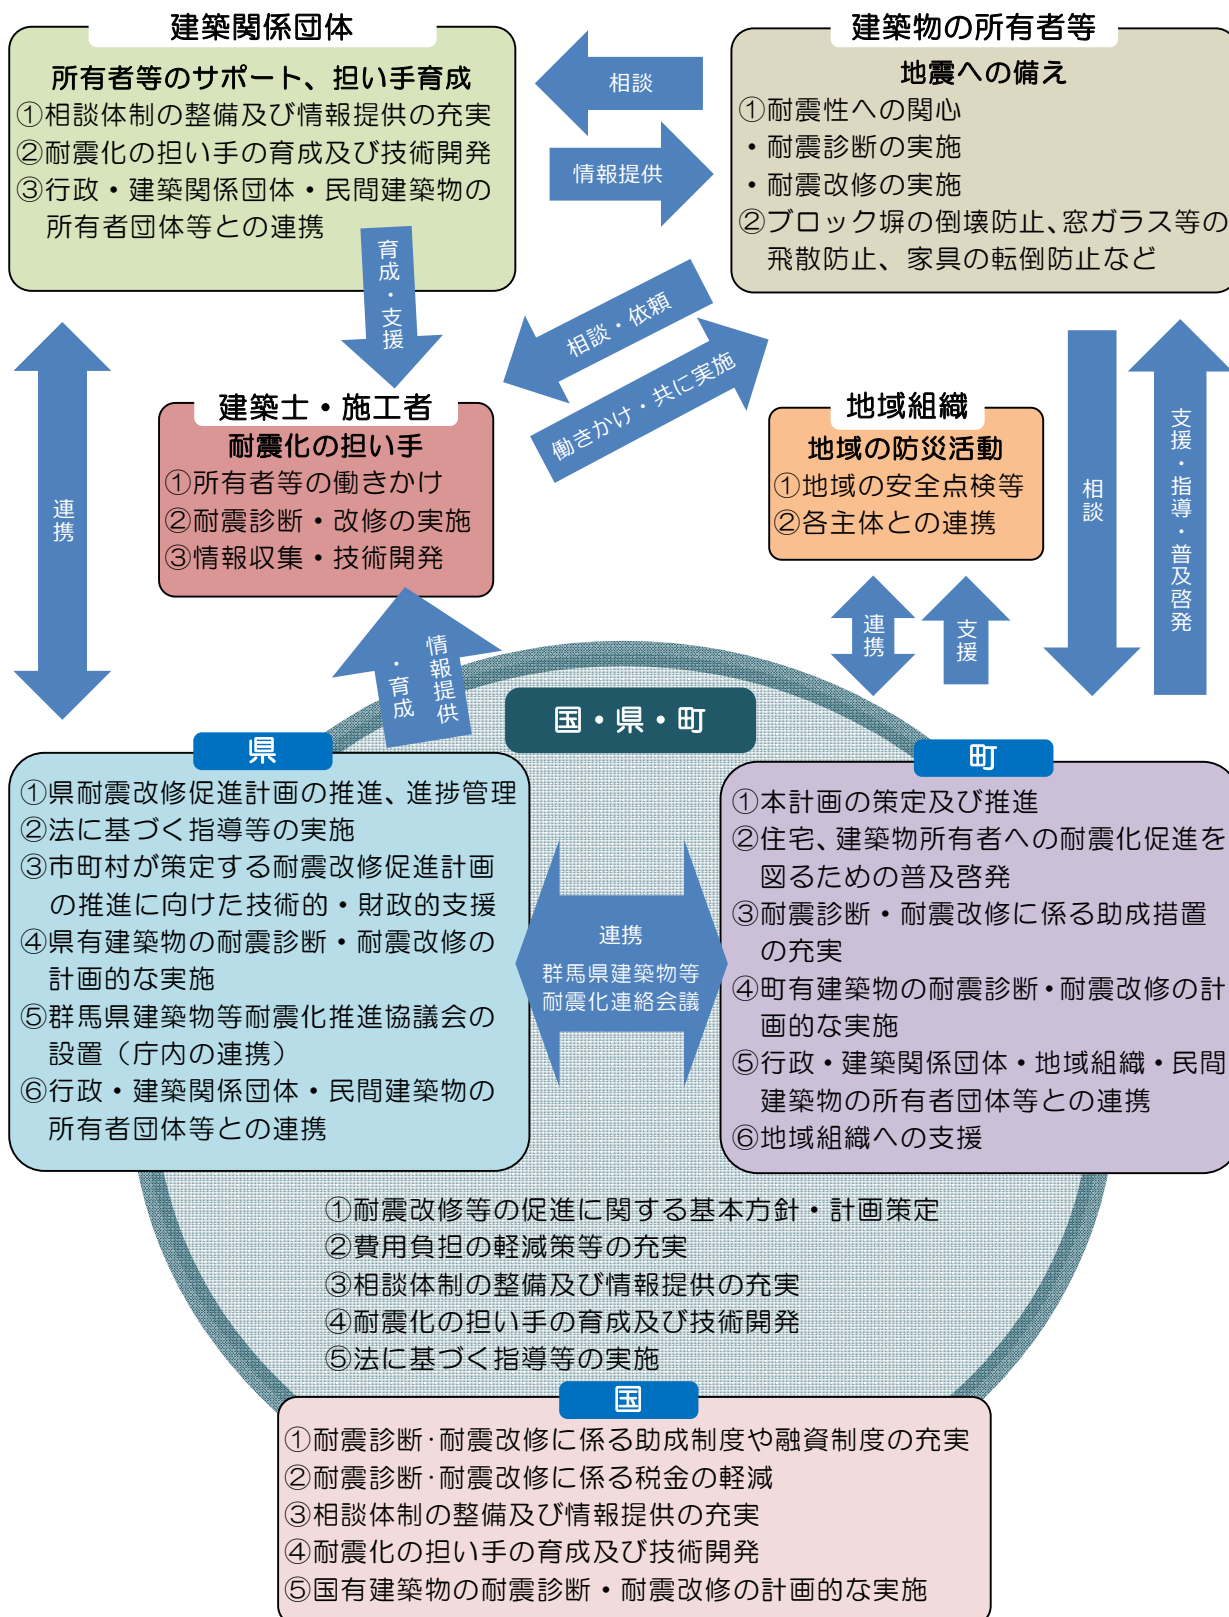 建築関係団体
所有者等のサポート、担い手育成
①相談体制の整備及び情報提供の充実
②耐震化の担い手の育成及び技術開発
③行政・建築関係団体・民間建築物の
所有者団体等との連携
相談
情報提供
建築物の所有者等
地震への備え
①耐震性への関心
・耐震診断の実施
・耐震改修の実施
②ブロック塀の倒壊防止、窓ガラス等の
飛散防止、家具の転倒防止など
育成・支援
相談・依頼
働きかけ・共に実施
連携
建築士・施工者
耐震化の担い手
①所有者等の働きかけ
②耐震診断・改修の実施
③情報収集・技術開発
地域組織
地域の防災活動
①地域の安全点検等
②各主体との連携
相談
支援・指導・普及啓発
連携
支援
情報提供
・育成
国・県・町
県
①県耐震改修促進計画の推進、進捗管理
②法に基づく指導等の実施
③市町村が策定する耐震改修促進計画
の推進に向けた技術的・財政的支援
④県有建築物の耐震診断・耐震改修の
計画的な実施
⑤群馬県建築物等耐震化推進協議会の
設置（庁内の連携）
⑥行政・建築関係団体・民間建築物の
所有者団体等との連携
連携
群馬県建築物等
耐震化連絡会議
町
①本計画の策定及び推進
②住宅、建築物所有者への耐震化促進を
図るための普及啓発
③耐震診断・耐震改修に係る助成措置
の充実
④町有建築物の耐震診断・耐震改修の計
画的な実施
⑤行政・建築関係団体・地域組織・民間
建築物の所有者団体等との連携
⑥地域組織への支援
①耐震改修等の促進に関する基本方針・計画策定
②費用負担の軽減策等の充実
③相談体制の整備及び情報提供の充実
④耐震化の担い手の育成及び技術開発
⑤法に基づく指導等の実施
国
①耐震診断・耐震改修に係る助成制度や融資制度の充実
②耐震診断・耐震改修に係る税金の軽減
③相談体制の整備及び情報提供の充実
④耐震化の担い手の育成及び技術開発
⑤国有建築物の耐震診断・耐震改修の計画的な実施